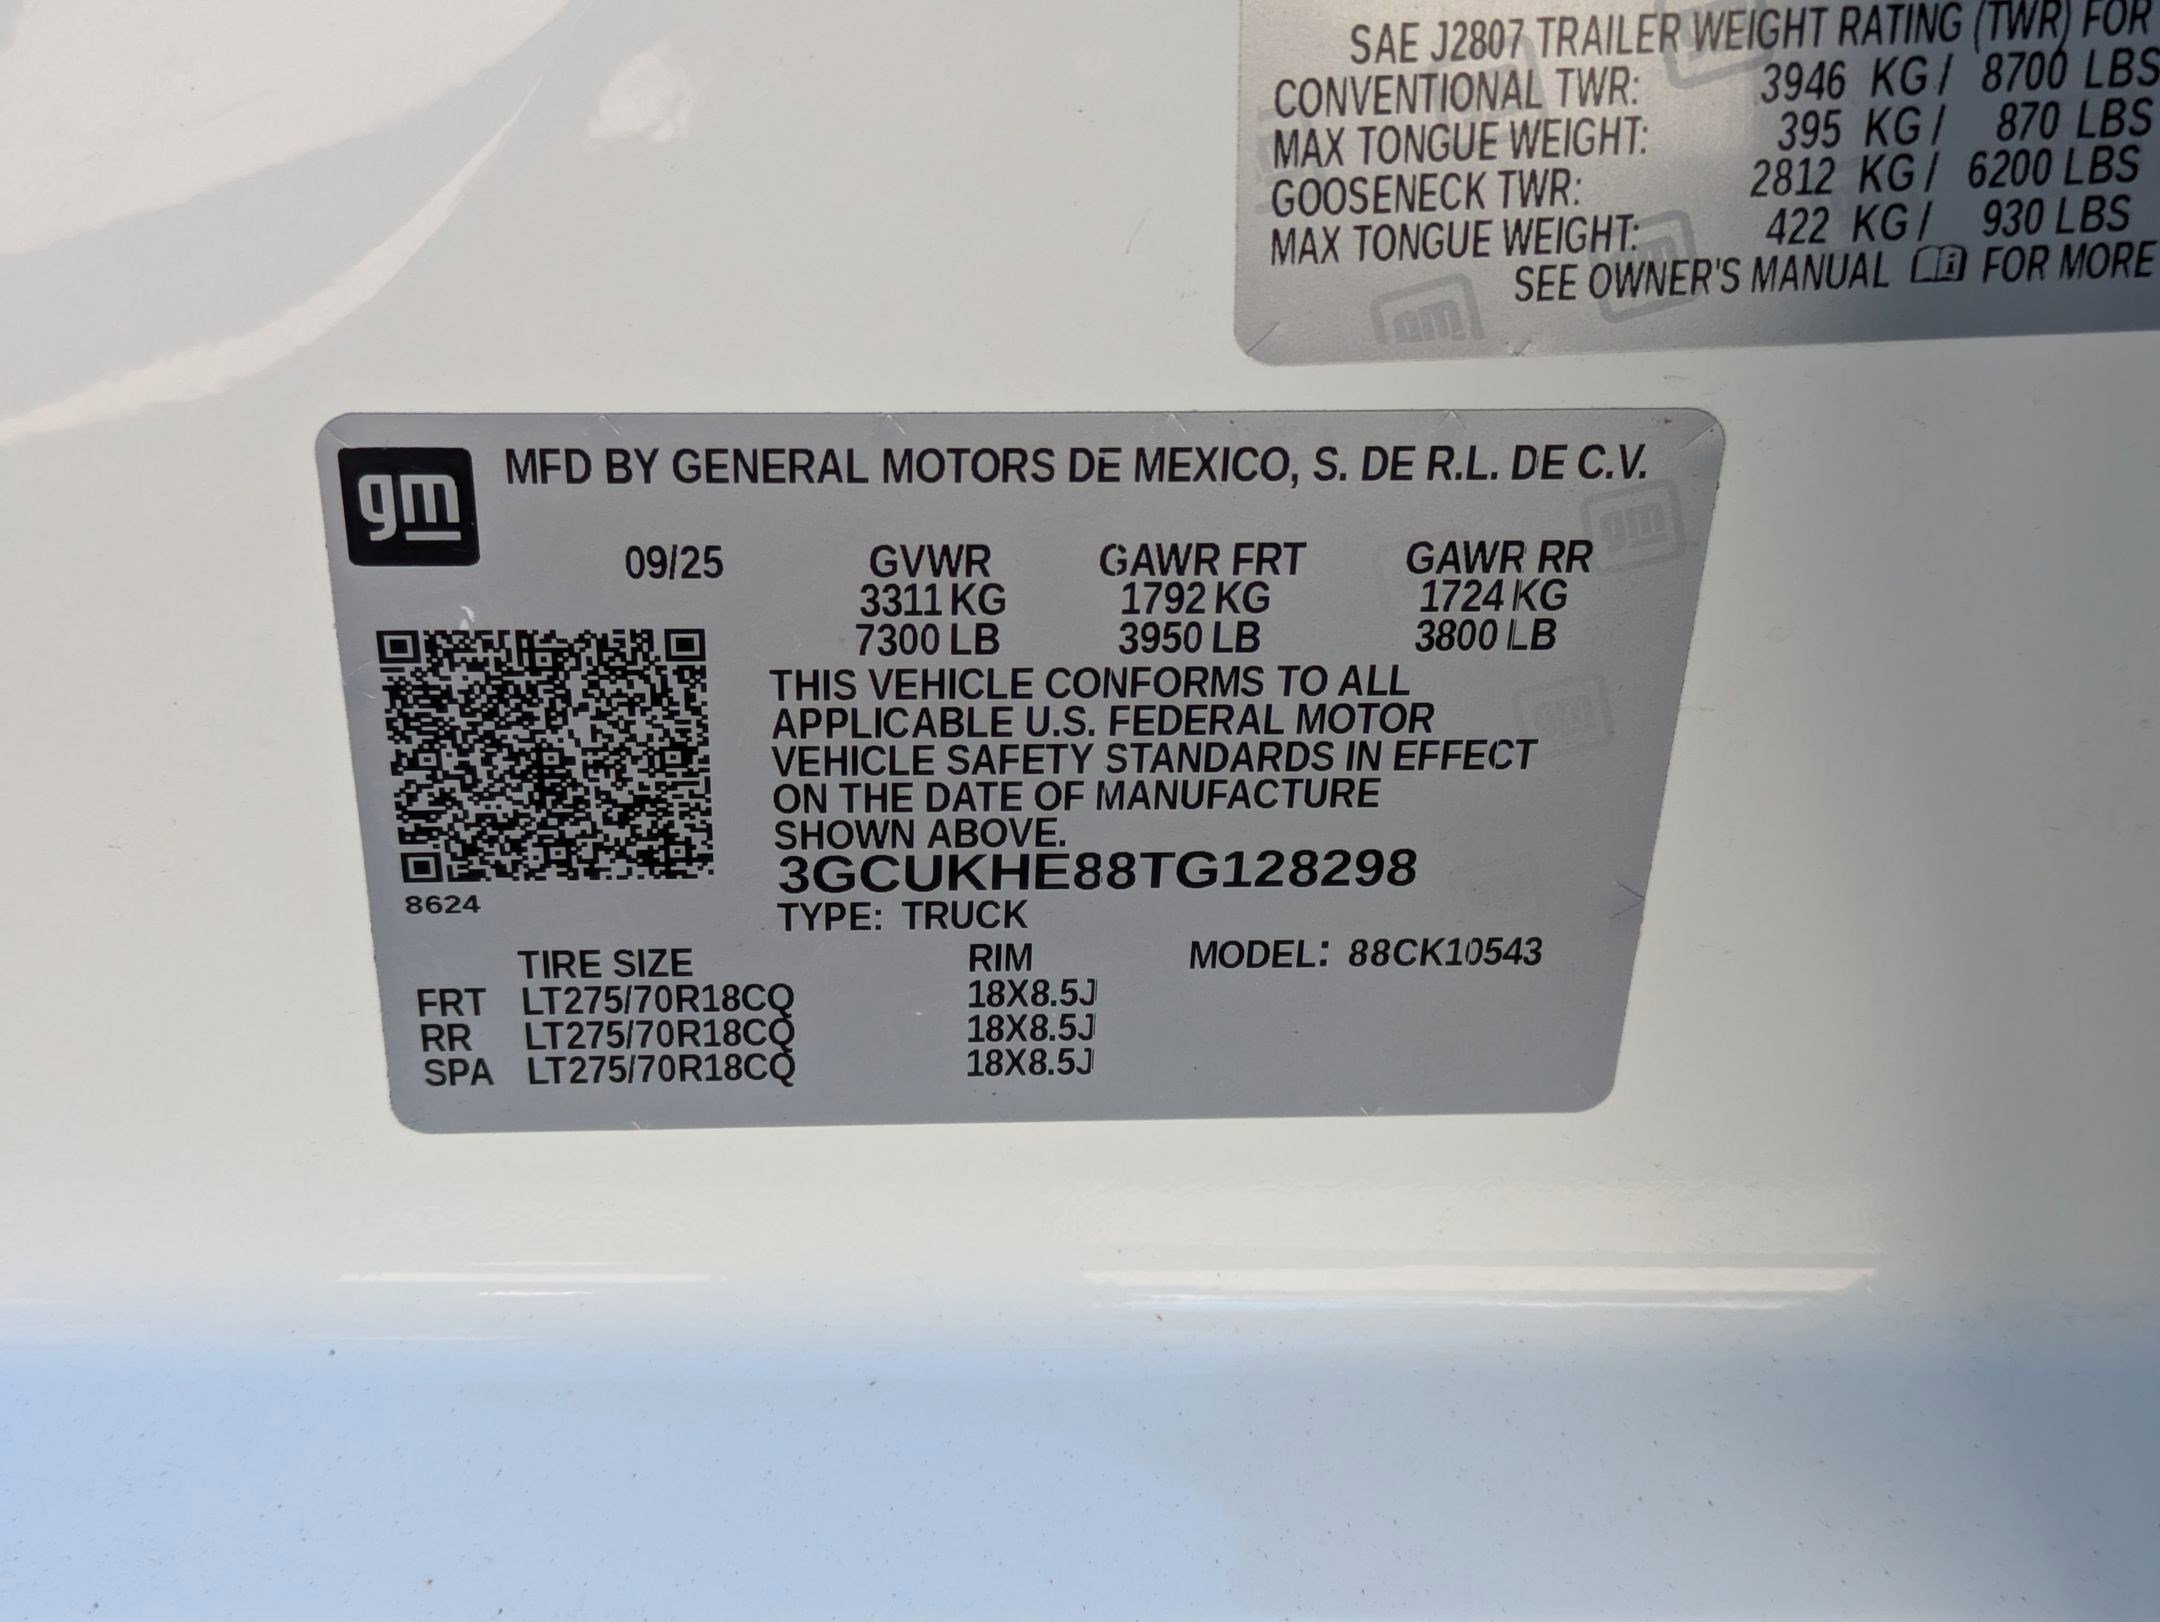 SAE J2807 TRAILER WEIGHT RATING (TWR) FOR
CONVENTIONAL TWR: 3946 KG/ 8700 LBS
MAX TONGUE WEIGHT: 395 KG/ 870 LBS
GOOSENECK TWR: 2812 KG/ 6200 LBS
MAX TONGUE WEIGHT: 422 KG/ 930 LBS
SEE OWNER'S MANUAL FOR MORE
gm
MFD BY GENERAL MOTORS DE MEXICO, S. DE R.L. DE C.V.
09/25 GVWR GAWR FRT GAWR RR
3311 KG 1792 KG 1724 KG
7300 LB 3950 LB 3800 LB
THIS VEHICLE CONFORMS TO ALL
APPLICABLE U.S. FEDERAL MOTOR
VEHICLE SAFETY STANDARDS IN EFFECT
ON THE DATE OF MANUFACTURE
SHOWN ABOVE.
3GCUKHE88TG128298
8624
TYPE: TRUCK
TIRE SIZE RIM MODEL: 88CK10543
FRT LT275/70R18CQ 18X8.5J
RR LT275/70R18CQ 18X8.5J
SPA LT275/70R18CQ 18X8.5J